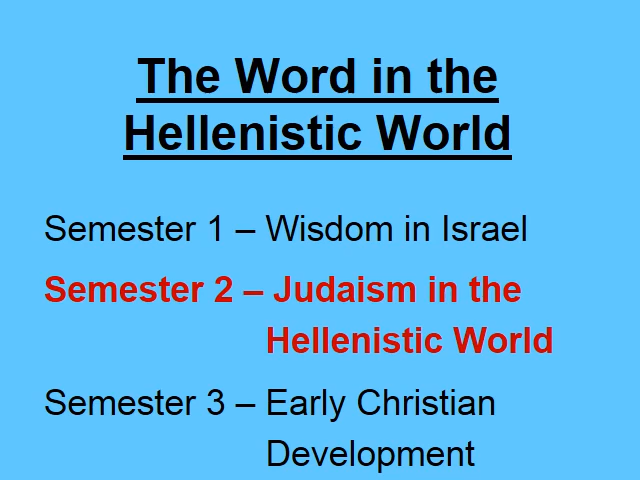 The Word in the
Hellenistic World
Semester 1 – Wisdom in Israel
Semester 2 – Judaism in the
Hellenistic World
Semester 3 – Early Christian
Development